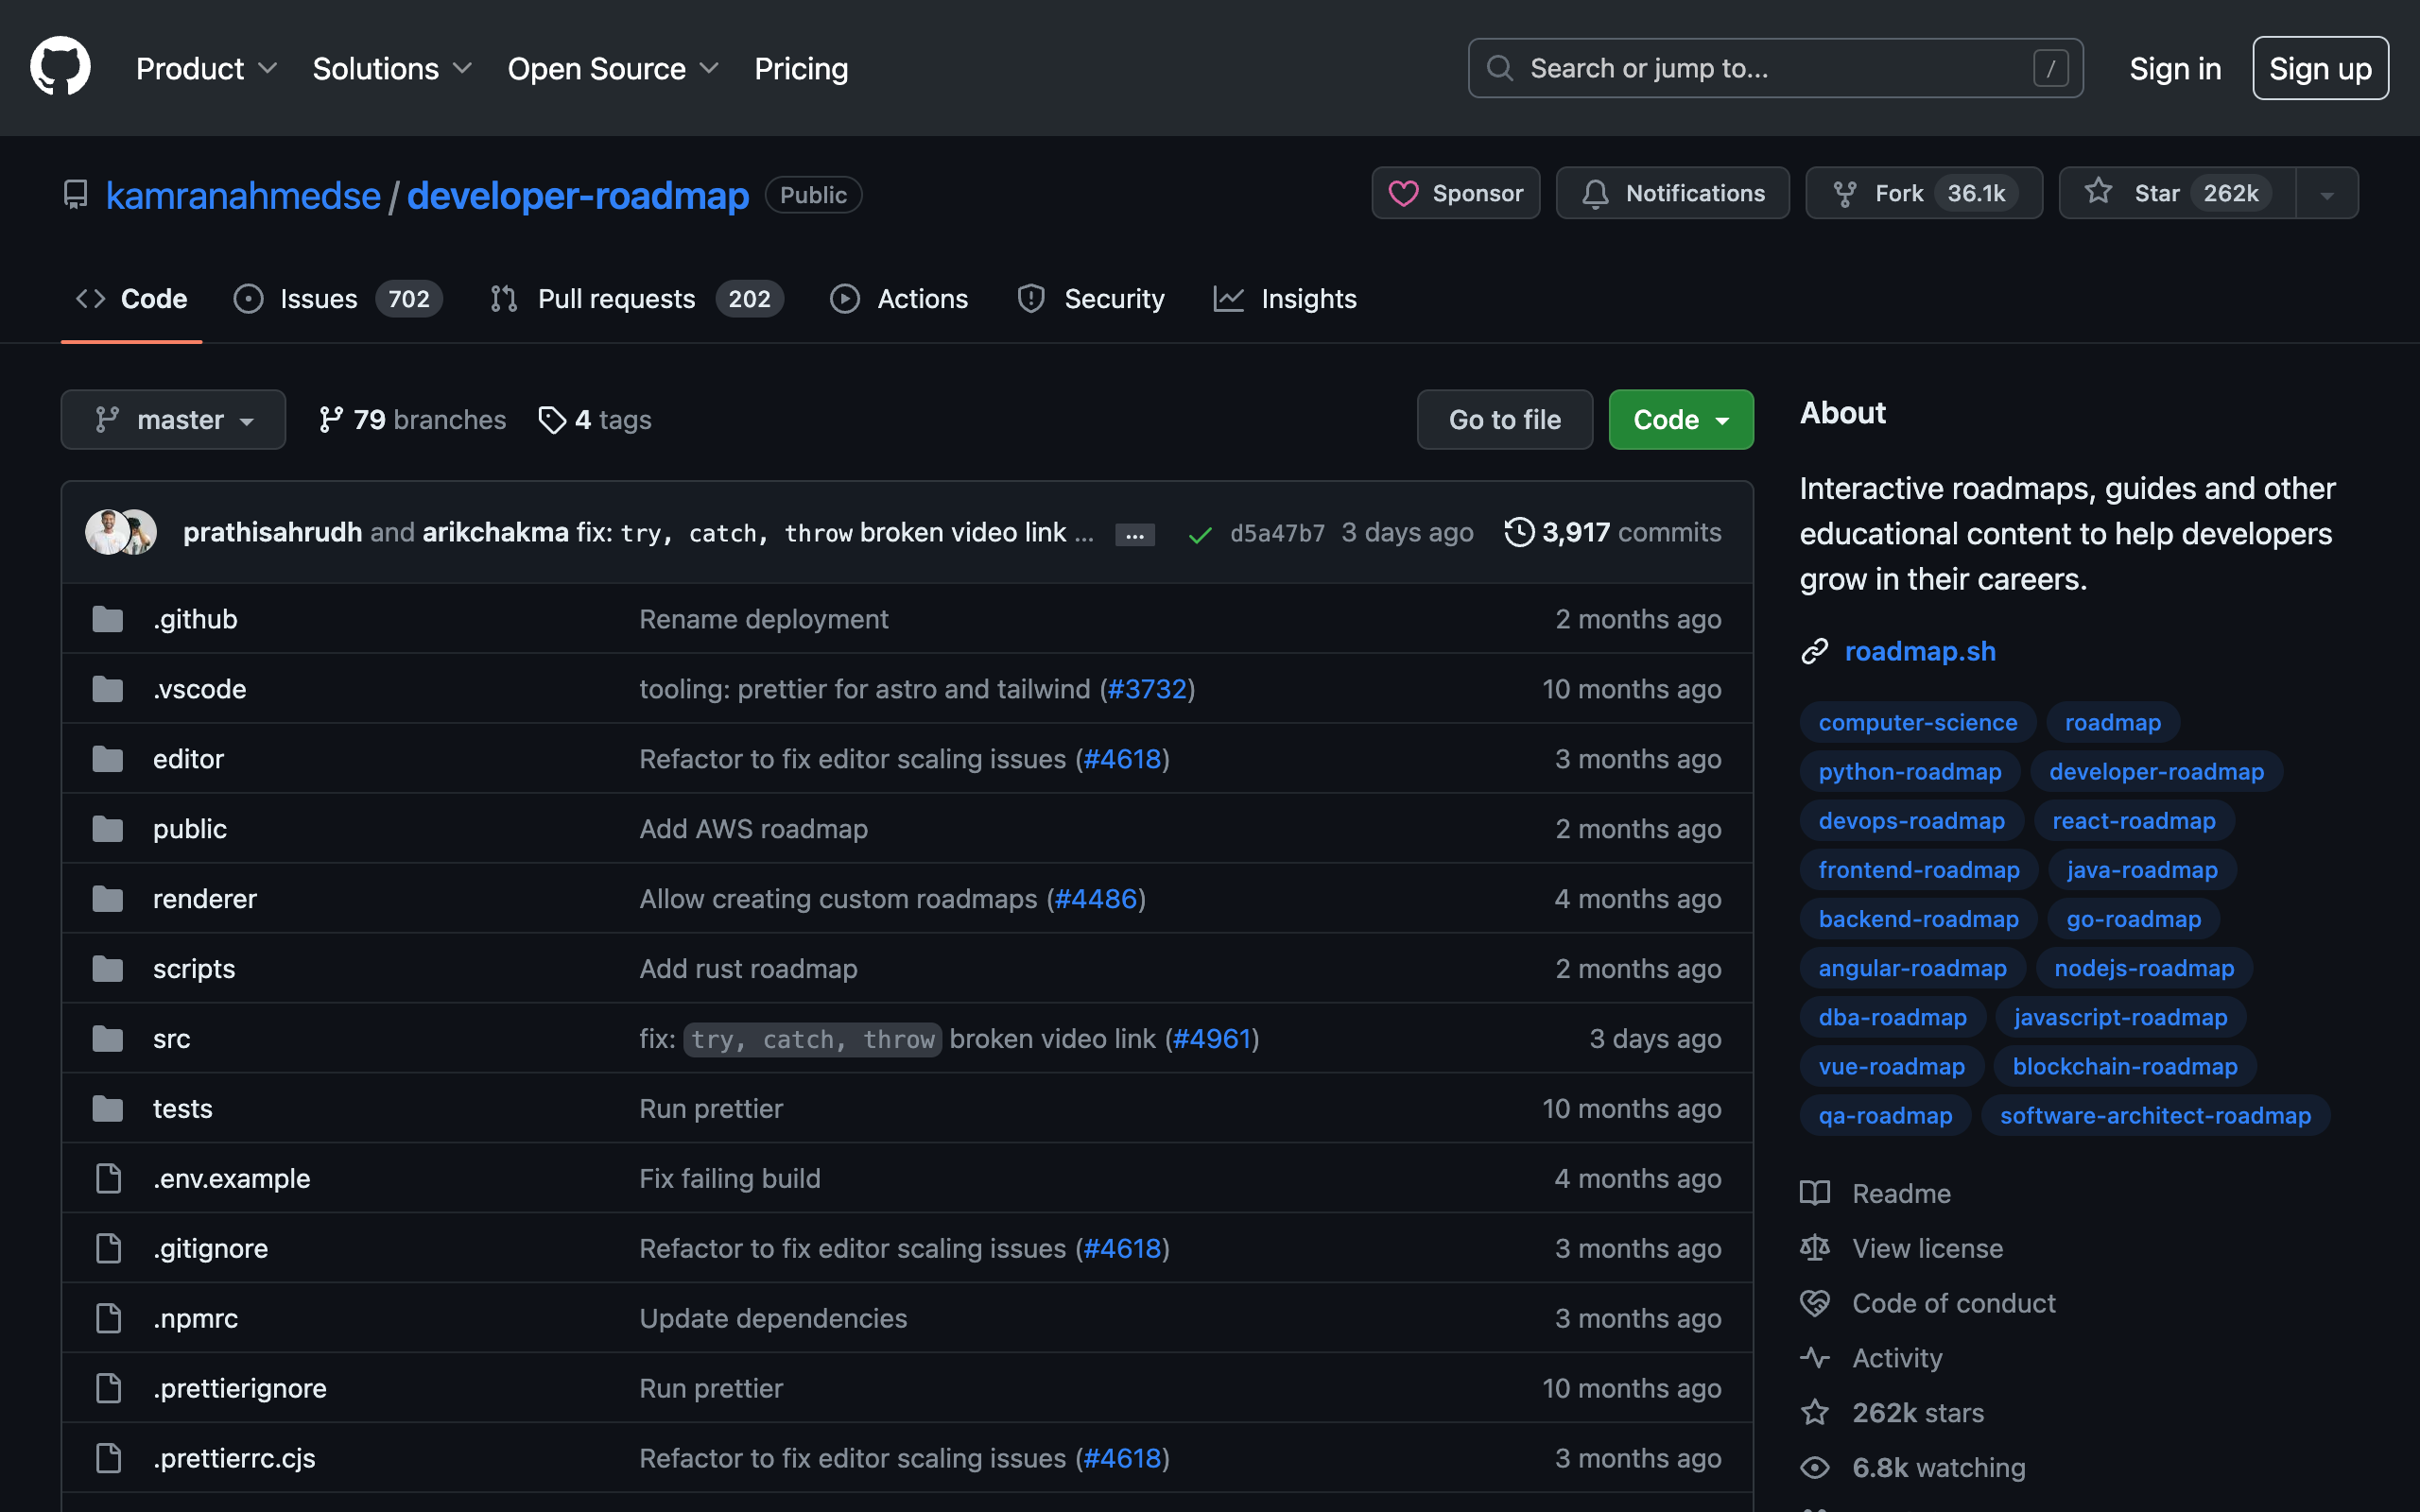 Product Solutions Open Source Pricing Search or jump to... / Sign in Sign up
kamranahmedse / developer-roadmap Public Sponsor Notifications Fork 36.1k Star 262k
Code Issues 702 Pull requests 202 Actions Security Insights
master 79 branches 4 tags Go to file Code
prathisahrudh and arikchakma fix: try, catch, throw broken video link ... ... d5a47b7 3 days ago 3,917 commits
.github Rename deployment 2 months ago
.vscode tooling: prettier for astro and tailwind (#3732) 10 months ago
editor Refactor to fix editor scaling issues (#4618) 3 months ago
public Add AWS roadmap 2 months ago
renderer Allow creating custom roadmaps (#4486) 4 months ago
scripts Add rust roadmap 2 months ago
src fix: try, catch, throw broken video link (#4961) 3 days ago
tests Run prettier 10 months ago
.env.example Fix failing build 4 months ago
.gitignore Refactor to fix editor scaling issues (#4618) 3 months ago
.npmrc Update dependencies 3 months ago
.prettierignore Run prettier 10 months ago
.prettierrc.cjs Refactor to fix editor scaling issues (#4618) 3 months ago
About
Interactive roadmaps, guides and other
educational content to help developers
grow in their careers.
roadmap.sh
computer-science roadmap
python-roadmap developer-roadmap
devops-roadmap react-roadmap
frontend-roadmap java-roadmap
backend-roadmap go-roadmap
angular-roadmap nodejs-roadmap
dba-roadmap javascript-roadmap
vue-roadmap blockchain-roadmap
qa-roadmap software-architect-roadmap
Readme
View license
Code of conduct
Activity
262k stars
6.8k watching